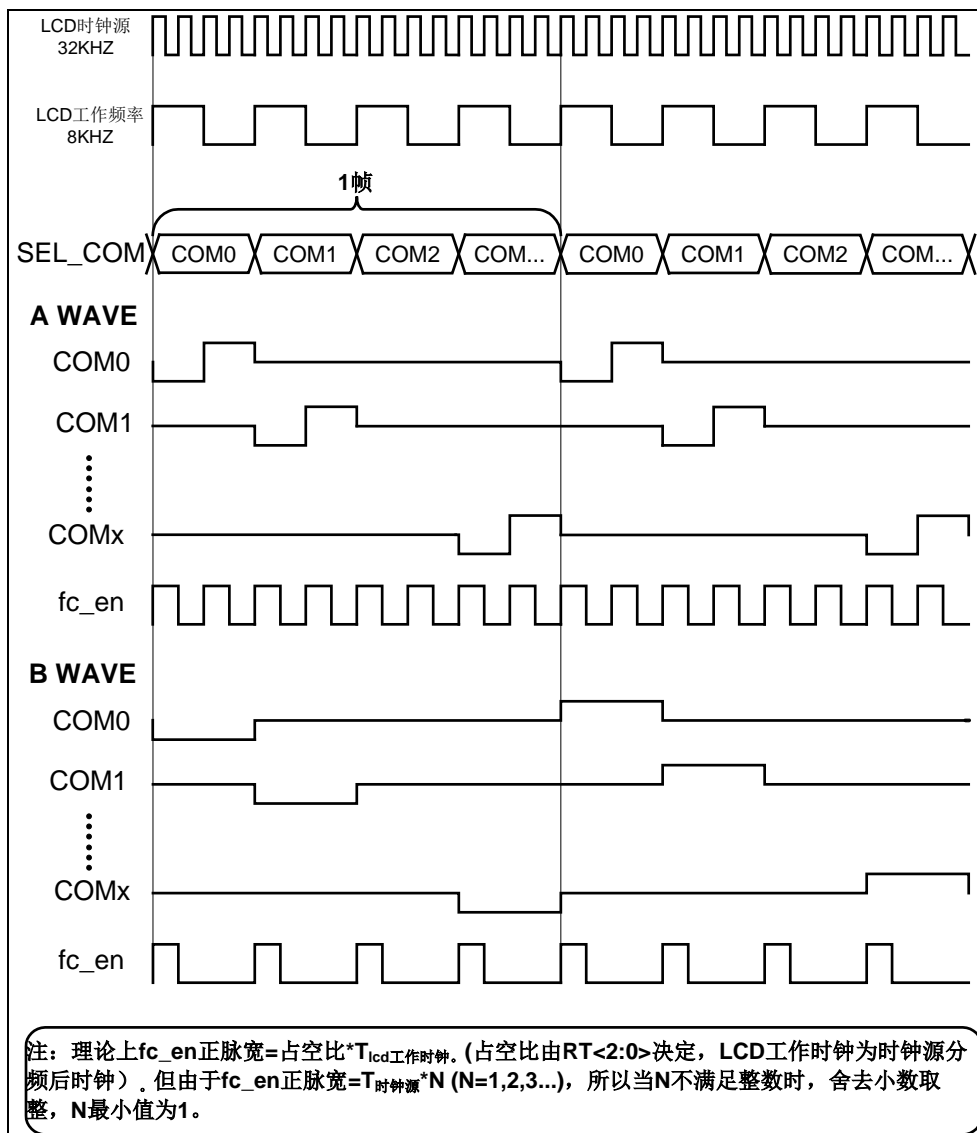 LCD时钟源
32KHZ
LCD工作频率
8KHZ
1帧
SEL_COM COM0 COM1 COM2 COM... COM0 COM1 COM2 COM...
A WAVE
COM0
COM1
COMx
fc_en
B WAVE
COM0
COM1
COMx
fc_en
注：理论上fc_en正脉宽=占空比*Tlcd工作时钟。(占空比由RT<2:0>决定，LCD工作时钟为时钟源分
频后时钟）。但由于fc_en正脉宽=T时钟源*N (N=1,2,3...)，所以当N不满足整数时，舍去小数取
整，N最小值为1。